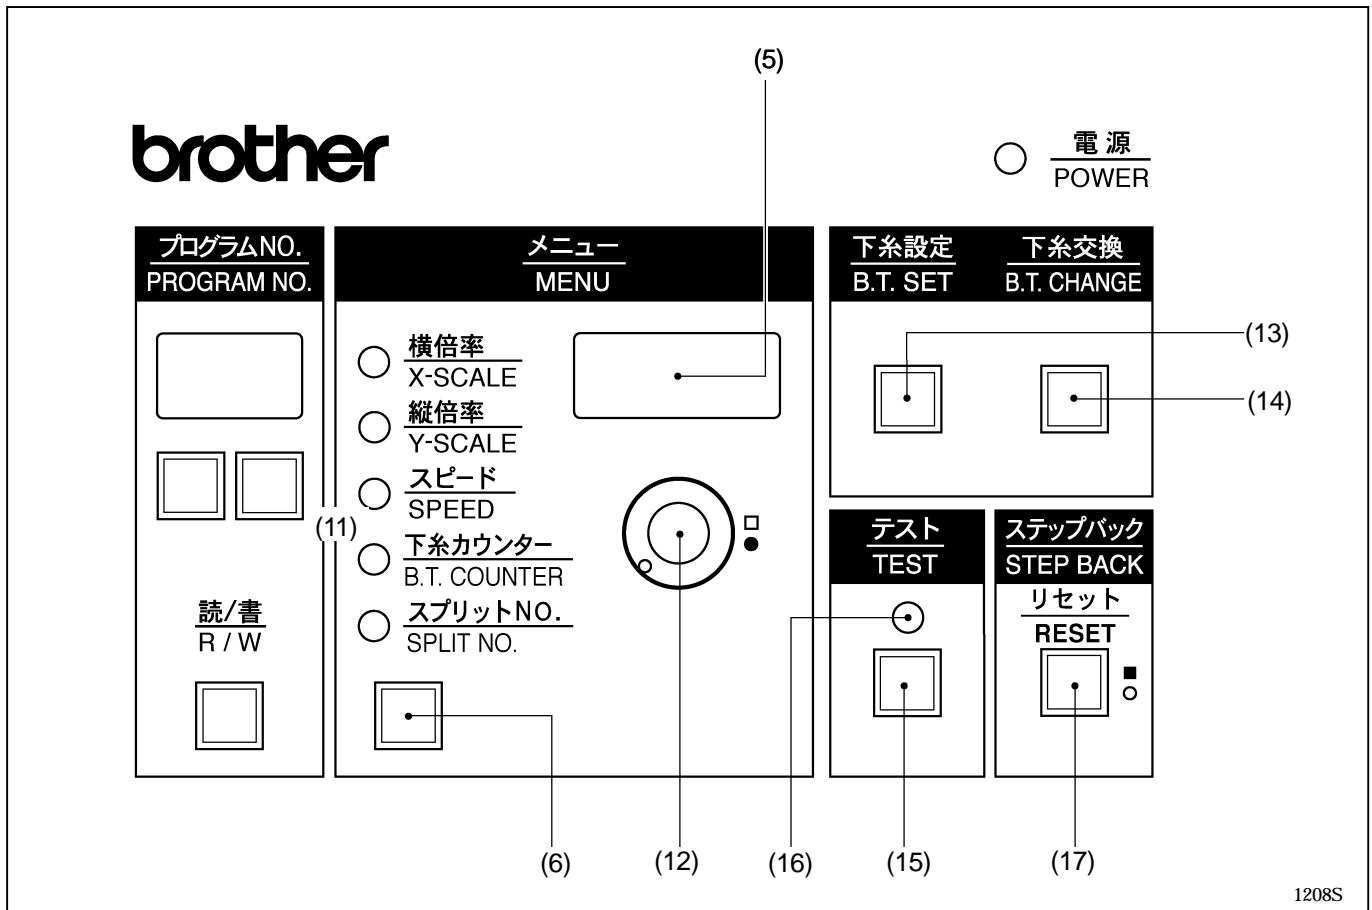 (5)
brother
電源
POWER
プログラムNO.
PROGRAM NO.
メニュー
MENU
下糸設定
B.T. SET
下糸交換
B.T. CHANGE
横倍率
X-SCALE
縦倍率
Y-SCALE
スピード
SPEED
(11)
下糸カウンター
B.T. COUNTER
スプリットNO.
SPLIT NO.
読/書
R / W
(13)
(14)
テスト
TEST
ステップバック
STEP BACK
リセット
RESET
(6)
(12)
(16)
(15)
(17)
1208S